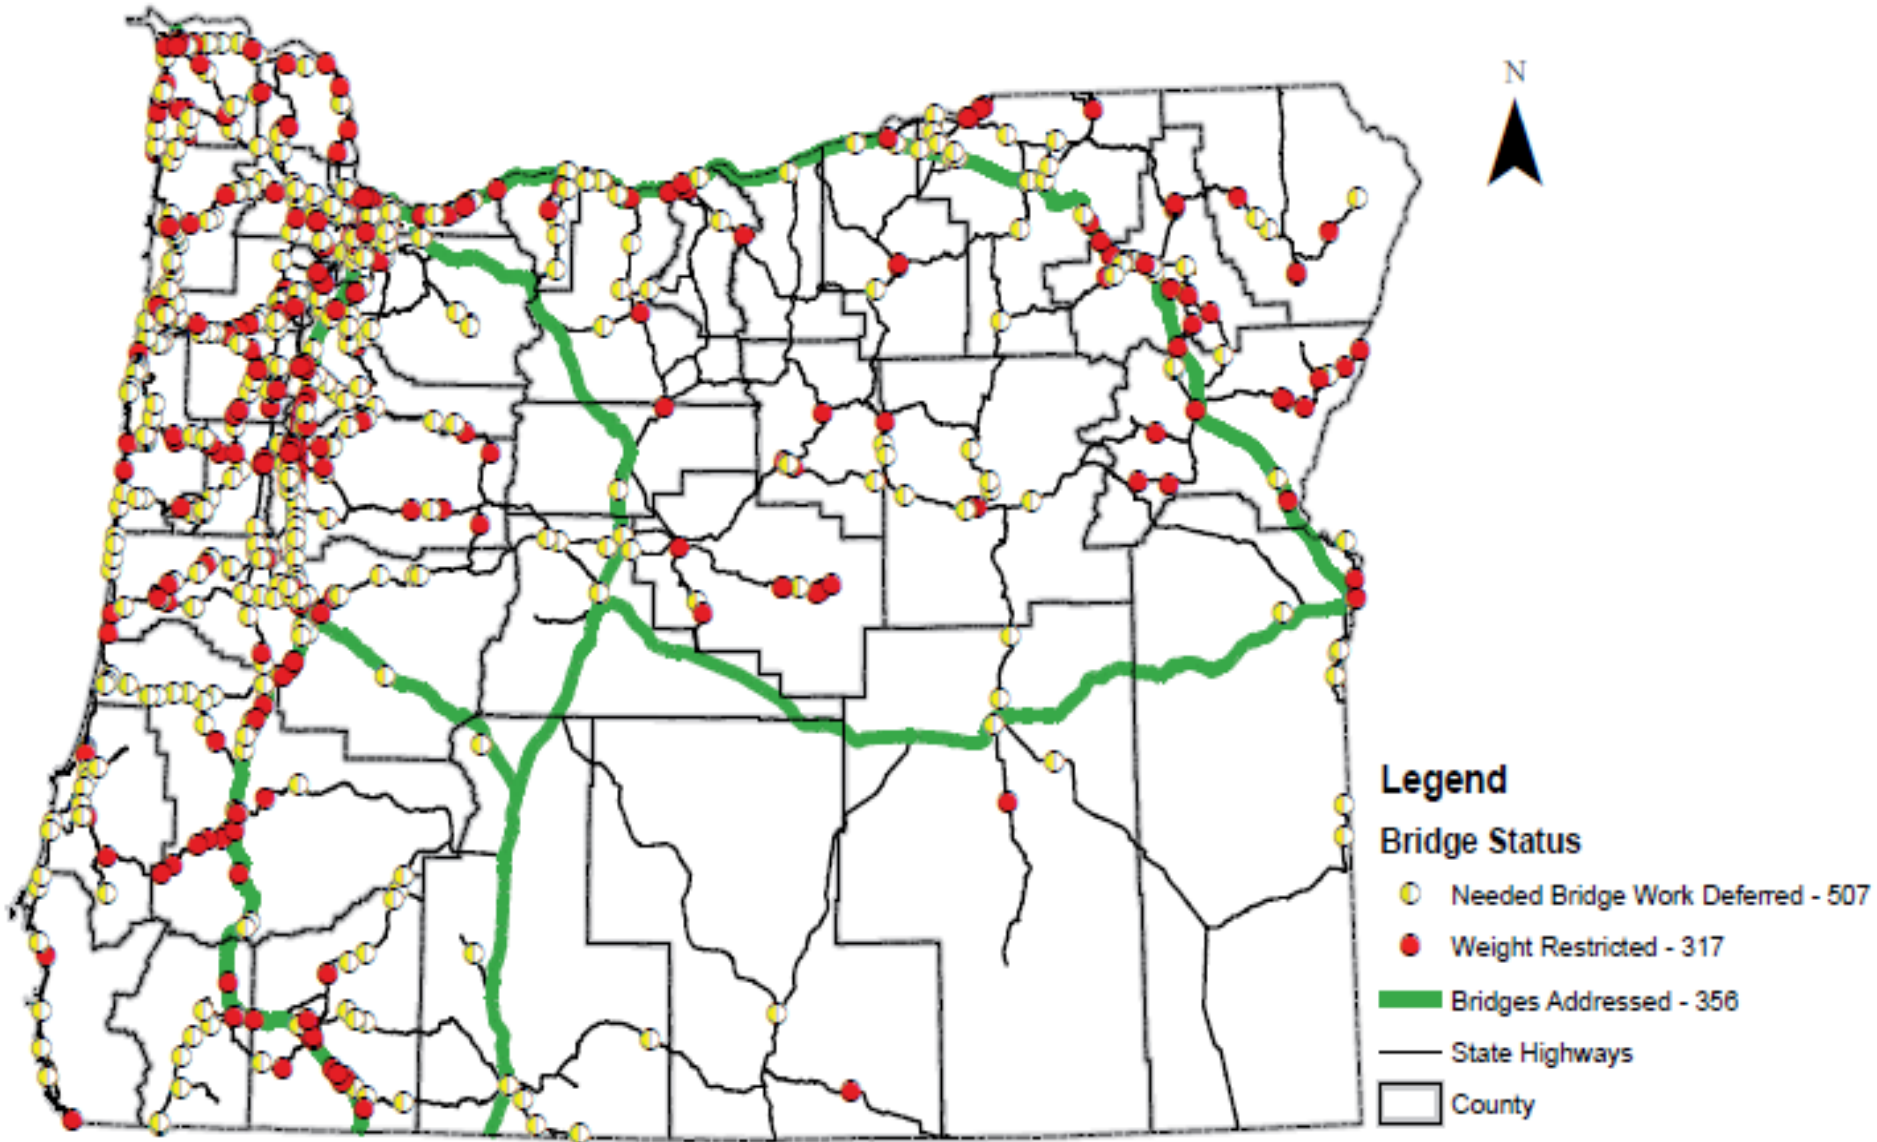 N
Legend
Bridge Status
Needed Bridge Work Deferred - 507
Weight Restricted - 317
Bridges Addressed - 356
State Highways
County